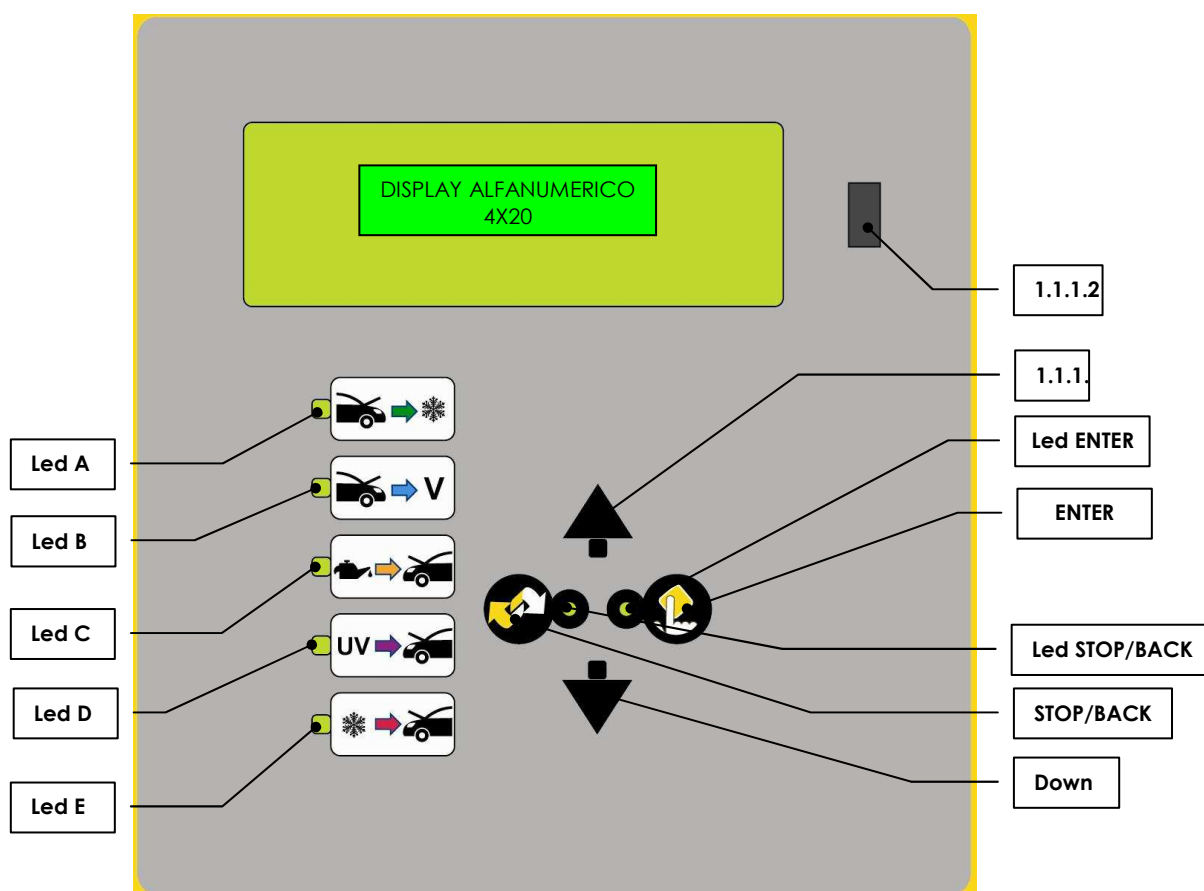 DISPLAY ALFANUMERICO
4X20
1.1.1.2
1.1.1.
Led A
Led ENTER
V
Led B
ENTER
Led C
UV
Led STOP/BACK
Led D
STOP/BACK
Down
Led E